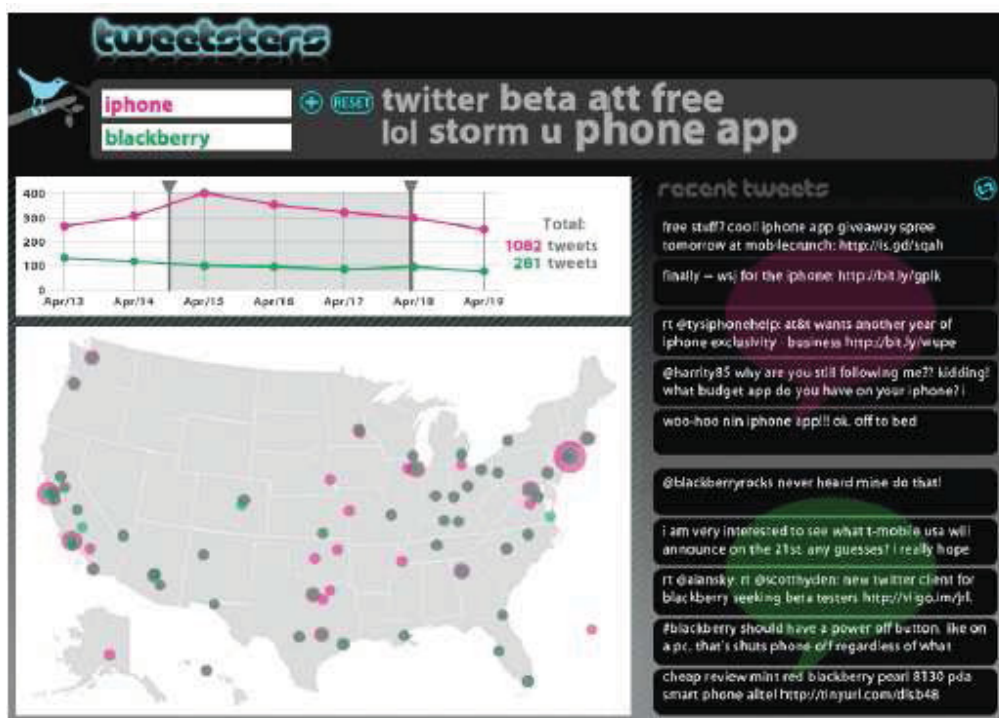 tweetsters
iphone
RESET
blackberry
twitter beta att free
lol storm u phone app
400
300
200
100
0
Apr/13 Apr/14 Apr/15 Apr/16 Apr/17 Apr/18 Apr/19
Total:
1082 tweets
281 tweets
recent tweets
free stuff? cool! iphone app giveaway spree
tomorrow at mobilecrunch: http://is.gd/sqah
finally – wsj for the iphone: http://bit.ly/gplk
rt @tysiphonehelp: at&t wants another year of
iphone exclusivity - business http://bit.ly/wupe
@harrity85 why are you still following me?? kidding!
what budget app do you have on your iphone? i
woo-hoo nin iphone app!!! ok. off to bed
@blackberryrocks never heard mine do that!
i am very interested to see what t-mobile usa will
announce on the 21st. any guesses? i really hope
rt @alansky: rt @scotthyden: new twitter client for
blackberry seeking beta testers
#blackberry should have a power off button, like on
a pc. that's shuts phone off regardless of what
cheap review mint red blackberry pearl 8130 pda
smart phone alltel http://tinyurl.com/dlsb48